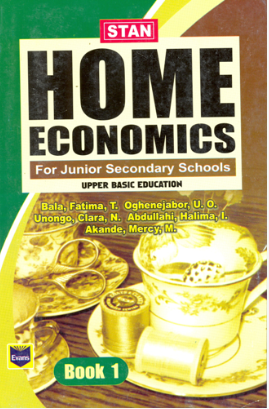 STAN
HOME
ECONOMICS
For Junior Secondary Schools
UPPER BASIC EDUCATION
Bala, Fatima, T. Oghenejabor, U. O.
Unongo, Clara, N. Abdullahi, Halima, I.
Akande, Mercy, M.
Evans
Book 1